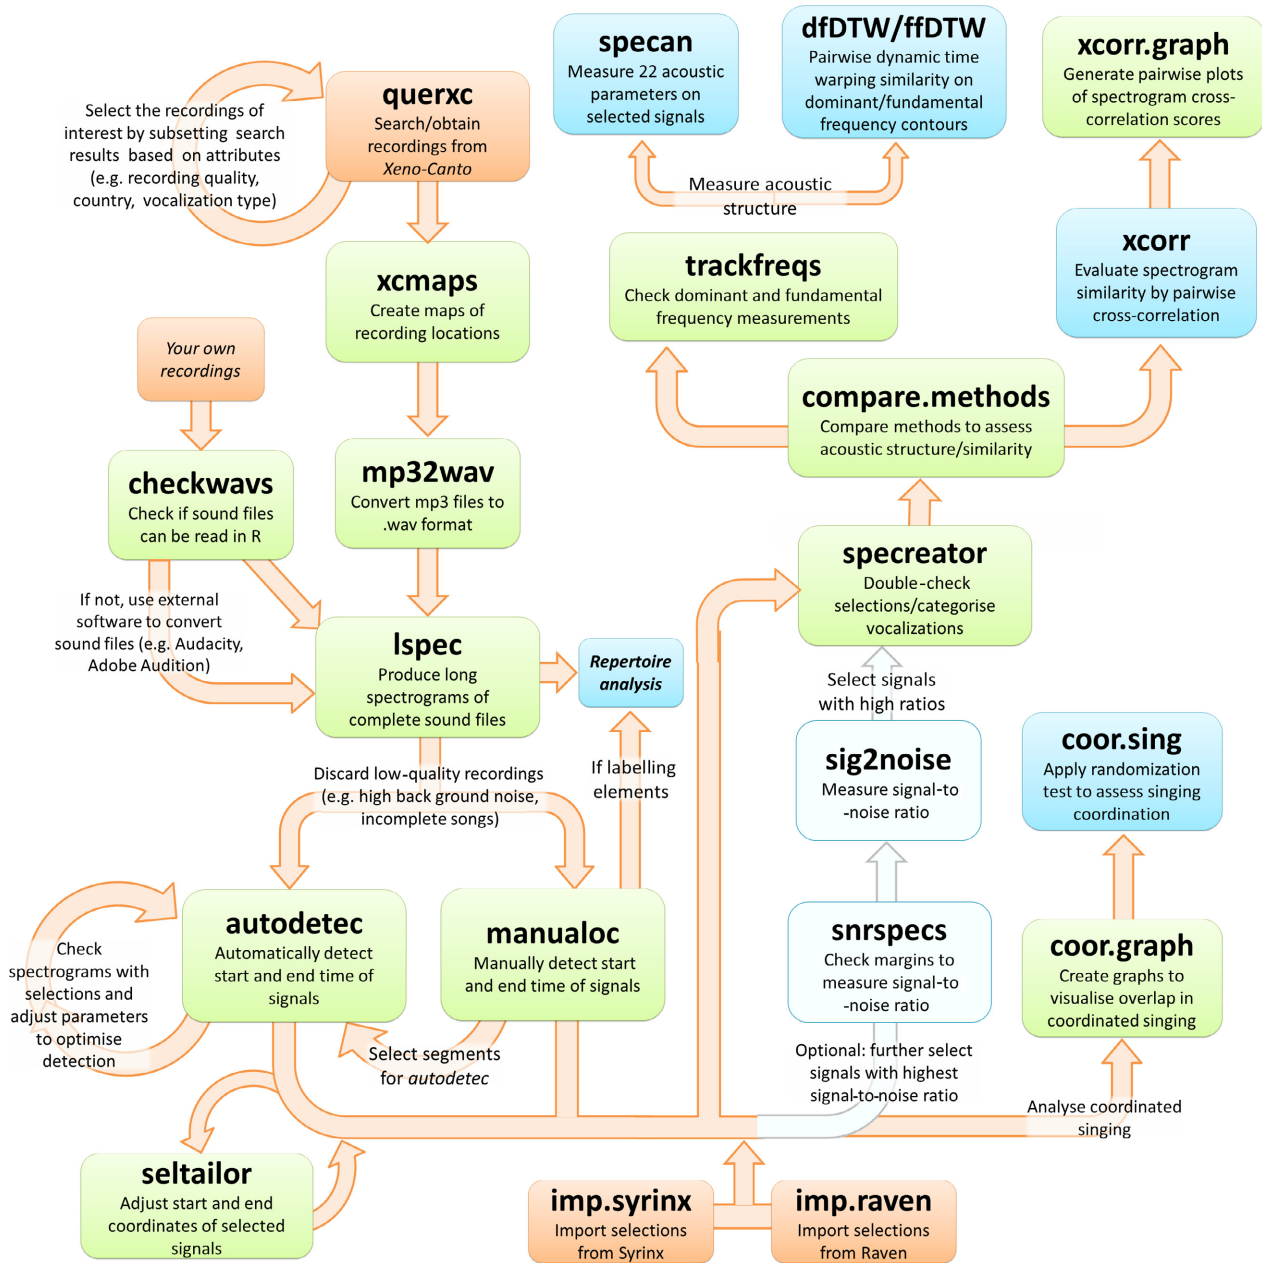 specan
Measure 22 acoustic
parameters on
selected signals
dfDTW/ffDTW
Pairwise dynamic time
warping similarity on
dominant/fundamental
frequency contours
xcorr.graph
Generate pairwise plots
of spectrogram cross-
correlation scores
Select the recordings of
interest by subsetting search
results based on attributes
(e.g. recording quality,
country, vocalization type)
querxc
Search/obtain
recordings from
Xeno-Canto
Measure acoustic
structure
xcmaps
Create maps of
recording locations
trackfreqs
Check dominant and fundamental
frequency measurements
xcorr
Evaluate spectrogram
similarity by pairwise
cross-correlation
Your own
recordings
compare.methods
Compare methods to assess
acoustic structure/similarity
checkwavs
Check if sound files
can be read in R
mp32wav
Convert mp3 files to
.wav format
specreator
Double-check
selections/categorise
vocalizations
If not, use external
software to convert
sound files (e.g. Audacity,
Adobe Audition)
lspec
Produce long
spectrograms of
complete sound files
Repertoire
analysis
Select signals
with high ratios
Discard low-quality recordings
(e.g. high back ground noise,
incomplete songs)
If labelling
elements
sig2noise
Measure signal-to
-noise ratio
coor.sing
Apply randomization
test to assess singing
coordination
Check
spectrograms with
selections and
adjust parameters
to optimise
detection
autodetec
Automatically detect
start and end time of
signals
manualoc
Manually detect start
and end time of signals
snrspecs
Check margins to
measure signal-to
-noise ratio
coor.graph
Create graphs to
visualise overlap in
coordinated singing
Select segments
for autodetec
Optional: further select
signals with highest
signal-to-noise ratio
Analyse coordinated
singing
seltailor
Adjust start and end
coordinates of selected
signals
imp.syrinx
Import selections
from Syrinx
imp.raven
Import selections
from Raven